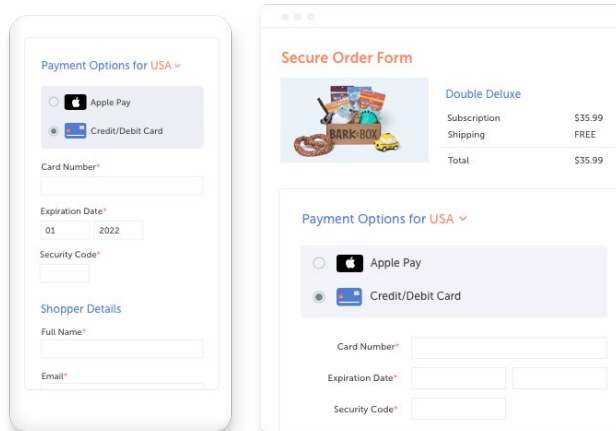 Payment Options for USA
Apple Pay
Credit/Debit Card
Card Number*
Expiration Date*
01 2022
Security Code*
Shopper Details
Full Name*
Email*
Secure Order Form
BARK BOX
Double Deluxe
Subscription $35.99
Shipping FREE
Total $35.99
Payment Options for USA
Apple Pay
Credit/Debit Card
Card Number*
Expiration Date*
Security Code*